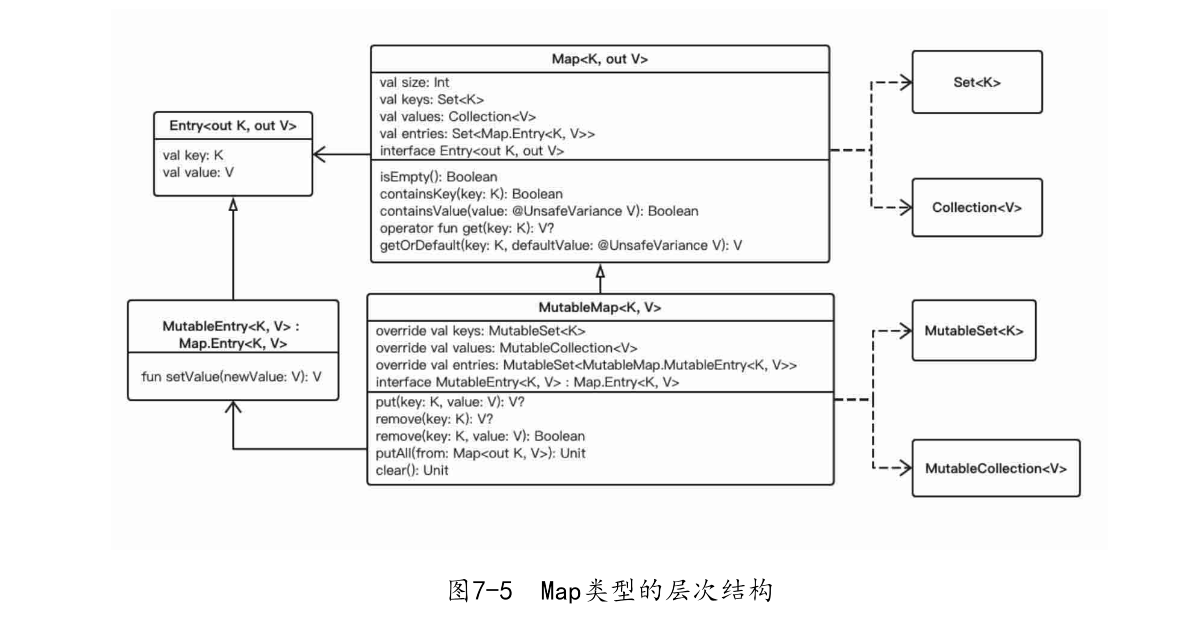 Map<K, out V>
val size: Int
val keys: Set<K>
val values: Collection<V>
val entries: Set<Map.Entry<K, V>>
interface Entry<out K, out V>
isEmpty(): Boolean
containsKey(key: K): Boolean
containsValue(value: @UnsafeVariance V): Boolean
operator fun get(key: K): V?
getOrDefault(key: K, defaultValue: @UnsafeVariance V): V
Set<K>
Collection<V>
Entry<out K, out V>
val key: K
val value: V
MutableEntry<K, V> :
Map.Entry<K, V>
fun setValue(newValue: V): V
MutableMap<K, V>
override val keys: MutableSet<K>
override val values: MutableCollection<V>
override val entries: MutableSet<MutableMap.MutableEntry<K, V>>
interface MutableEntry<K, V> : Map.Entry<K, V>
put(key: K, value: V): V?
remove(key: K): V?
remove(key: K, value: V): Boolean
putAll(from: Map<out K, V>): Unit
clear(): Unit
MutableSet<K>
MutableCollection<V>
图7-5 Map类型的层次结构